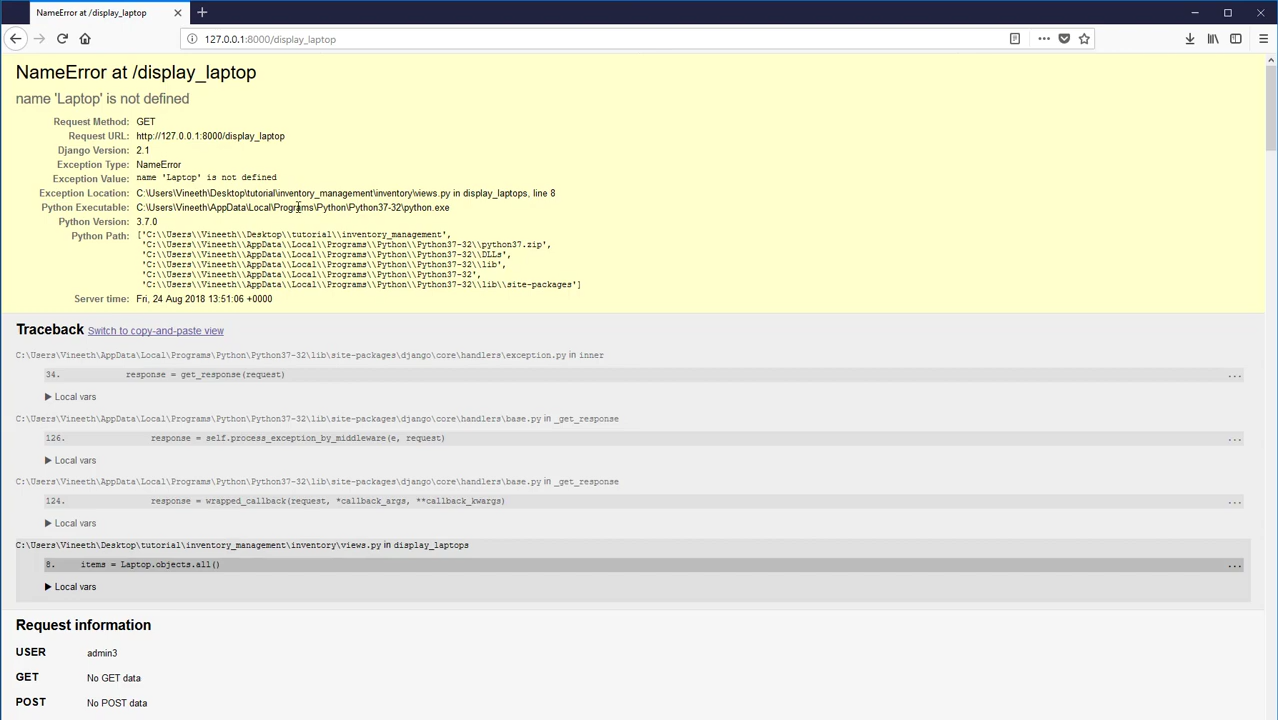 NameError at /display_laptop
127.0.0.1:8000/display_laptop
NameError at /display_laptop
name 'Laptop' is not defined
Request Method: GET
Request URL: http://127.0.0.1:8000/display_laptop
Django Version: 2.1
Exception Type: NameError
Exception Value: name 'Laptop' is not defined
Exception Location: C:\Users\Vineeth\Desktop\tutorial\inventory_management\inventory\views.py in display_laptops, line 8
Python Executable: C:\Users\Vineeth\AppData\Local\Programs\Python\Python37-32\python.exe
Python Version: 3.7.0
Python Path: ['C:\\Users\\Vineeth\\Desktop\\tutorial\\inventory_management',
'C:\\Users\\Vineeth\\AppData\\Local\\Programs\\Python\\Python37-32\\python37.zip',
'C:\\Users\\Vineeth\\AppData\\Local\\Programs\\Python\\Python37-32\\DLLs',
'C:\\Users\\Vineeth\\AppData\\Local\\Programs\\Python\\Python37-32\\lib',
'C:\\Users\\Vineeth\\AppData\\Local\\Programs\\Python\\Python37-32',
'C:\\Users\\Vineeth\\AppData\\Local\\Programs\\Python\\Python37-32\\lib\\site-packages']
Server time: Fri, 24 Aug 2018 13:51:06 +0000
Traceback Switch to copy-and-paste view
C:\Users\Vineeth\AppData\Local\Programs\Python\Python37-32\lib\site-packages\django\core\handlers\exception.py in inner
34. response = get_response(request) ...
▶ Local vars
C:\Users\Vineeth\AppData\Local\Programs\Python\Python37-32\lib\site-packages\django\core\handlers\base.py in _get_response
126. response = self.process_exception_by_middleware(e, request) ...
▶ Local vars
C:\Users\Vineeth\AppData\Local\Programs\Python\Python37-32\lib\site-packages\django\core\handlers\base.py in _get_response
124. response = wrapped_callback(request, *callback_args, **callback_kwargs) ...
▶ Local vars
C:\Users\Vineeth\Desktop\tutorial\inventory_management\inventory\views.py in display_laptops
8. items = Laptop.objects.all() ...
▶ Local vars
Request information
USER admin3
GET No GET data
POST No POST data